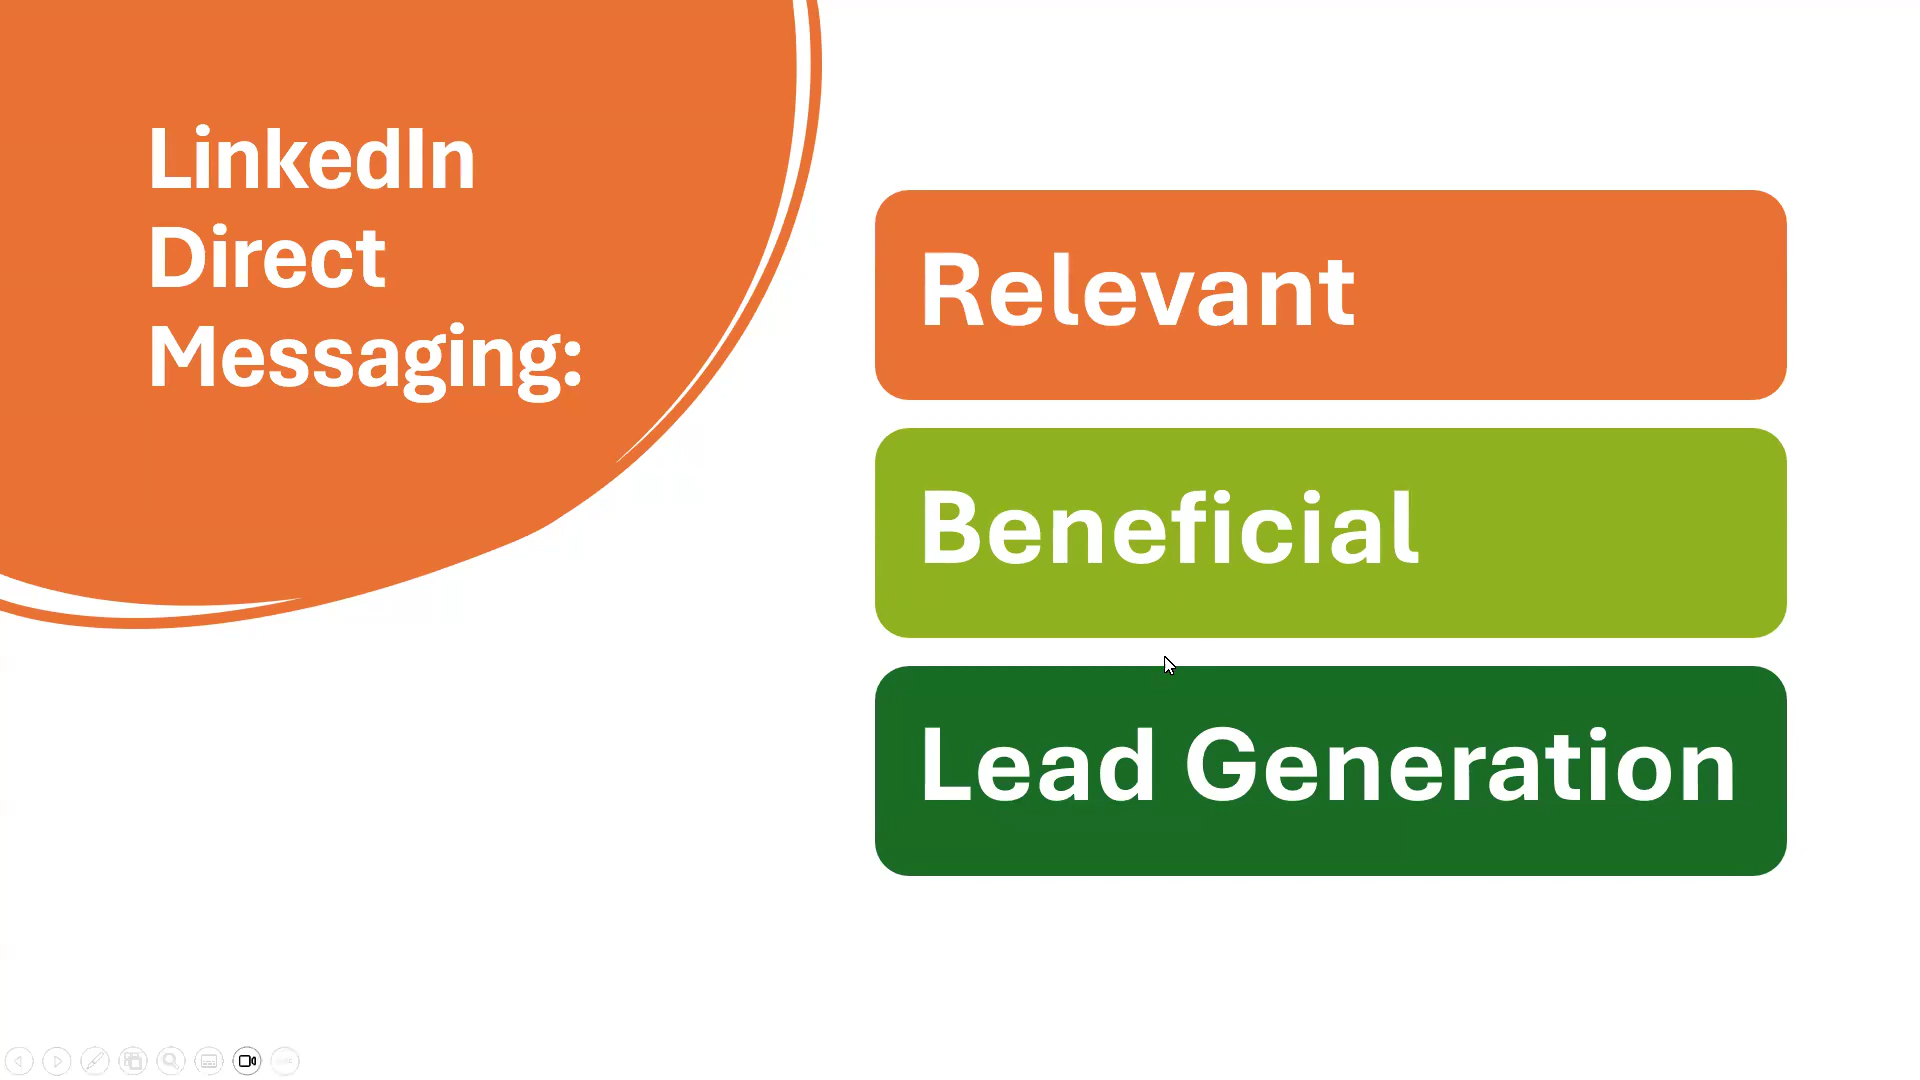 LinkedIn
Direct
Messaging:
Relevant
Beneficial
Lead Generation